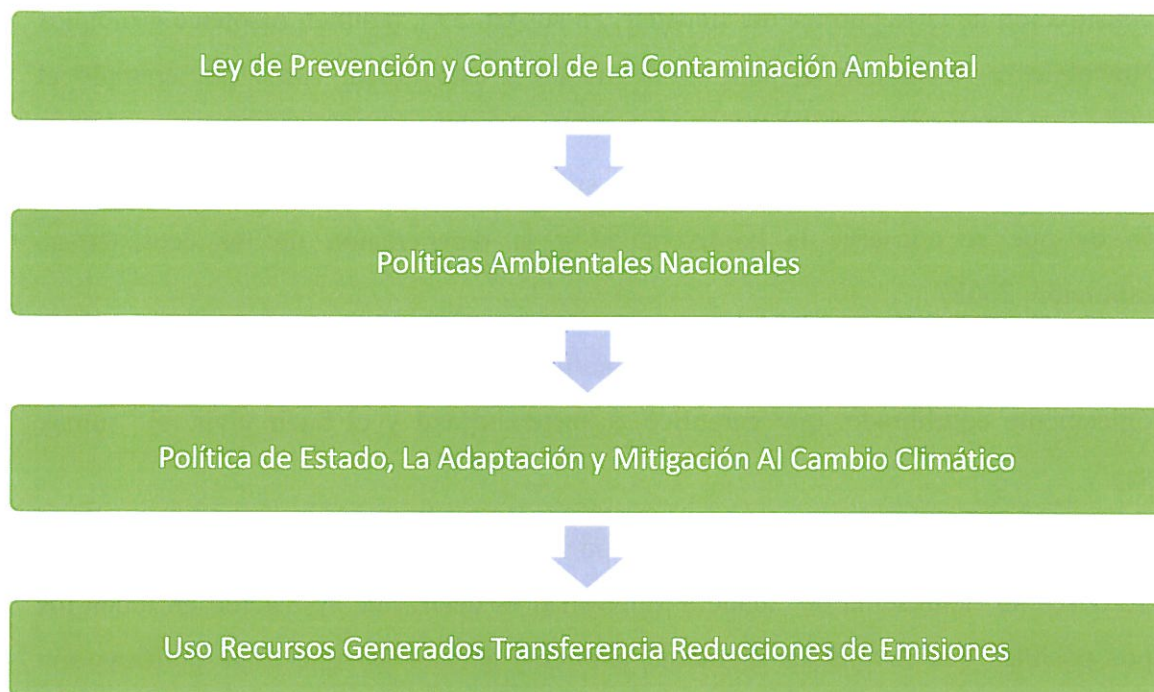 Ley de Prevención y Control de La Contaminación Ambiental
Políticas Ambientales Nacionales
Política de Estado, La Adaptación y Mitigación Al Cambio Climático
Uso Recursos Generados Transferencia Reducciones de Emisiones